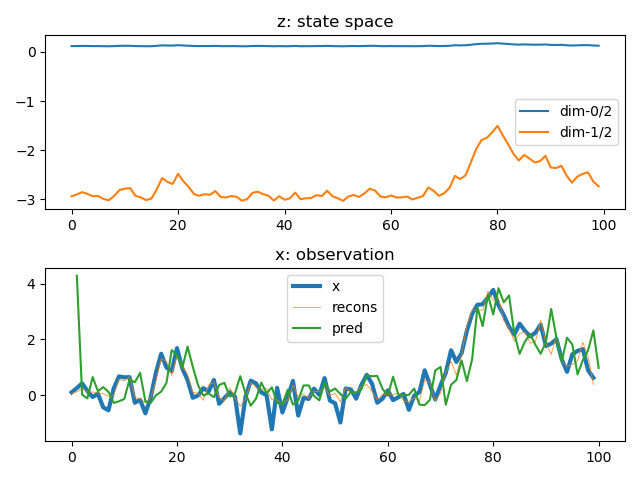 z: state space
0
−1
−2
−3
dim-0/2
dim-1/2
0 20 40 60 80 100
x: observation
4
2
0
x
recons
pred
0 20 40 60 80 100